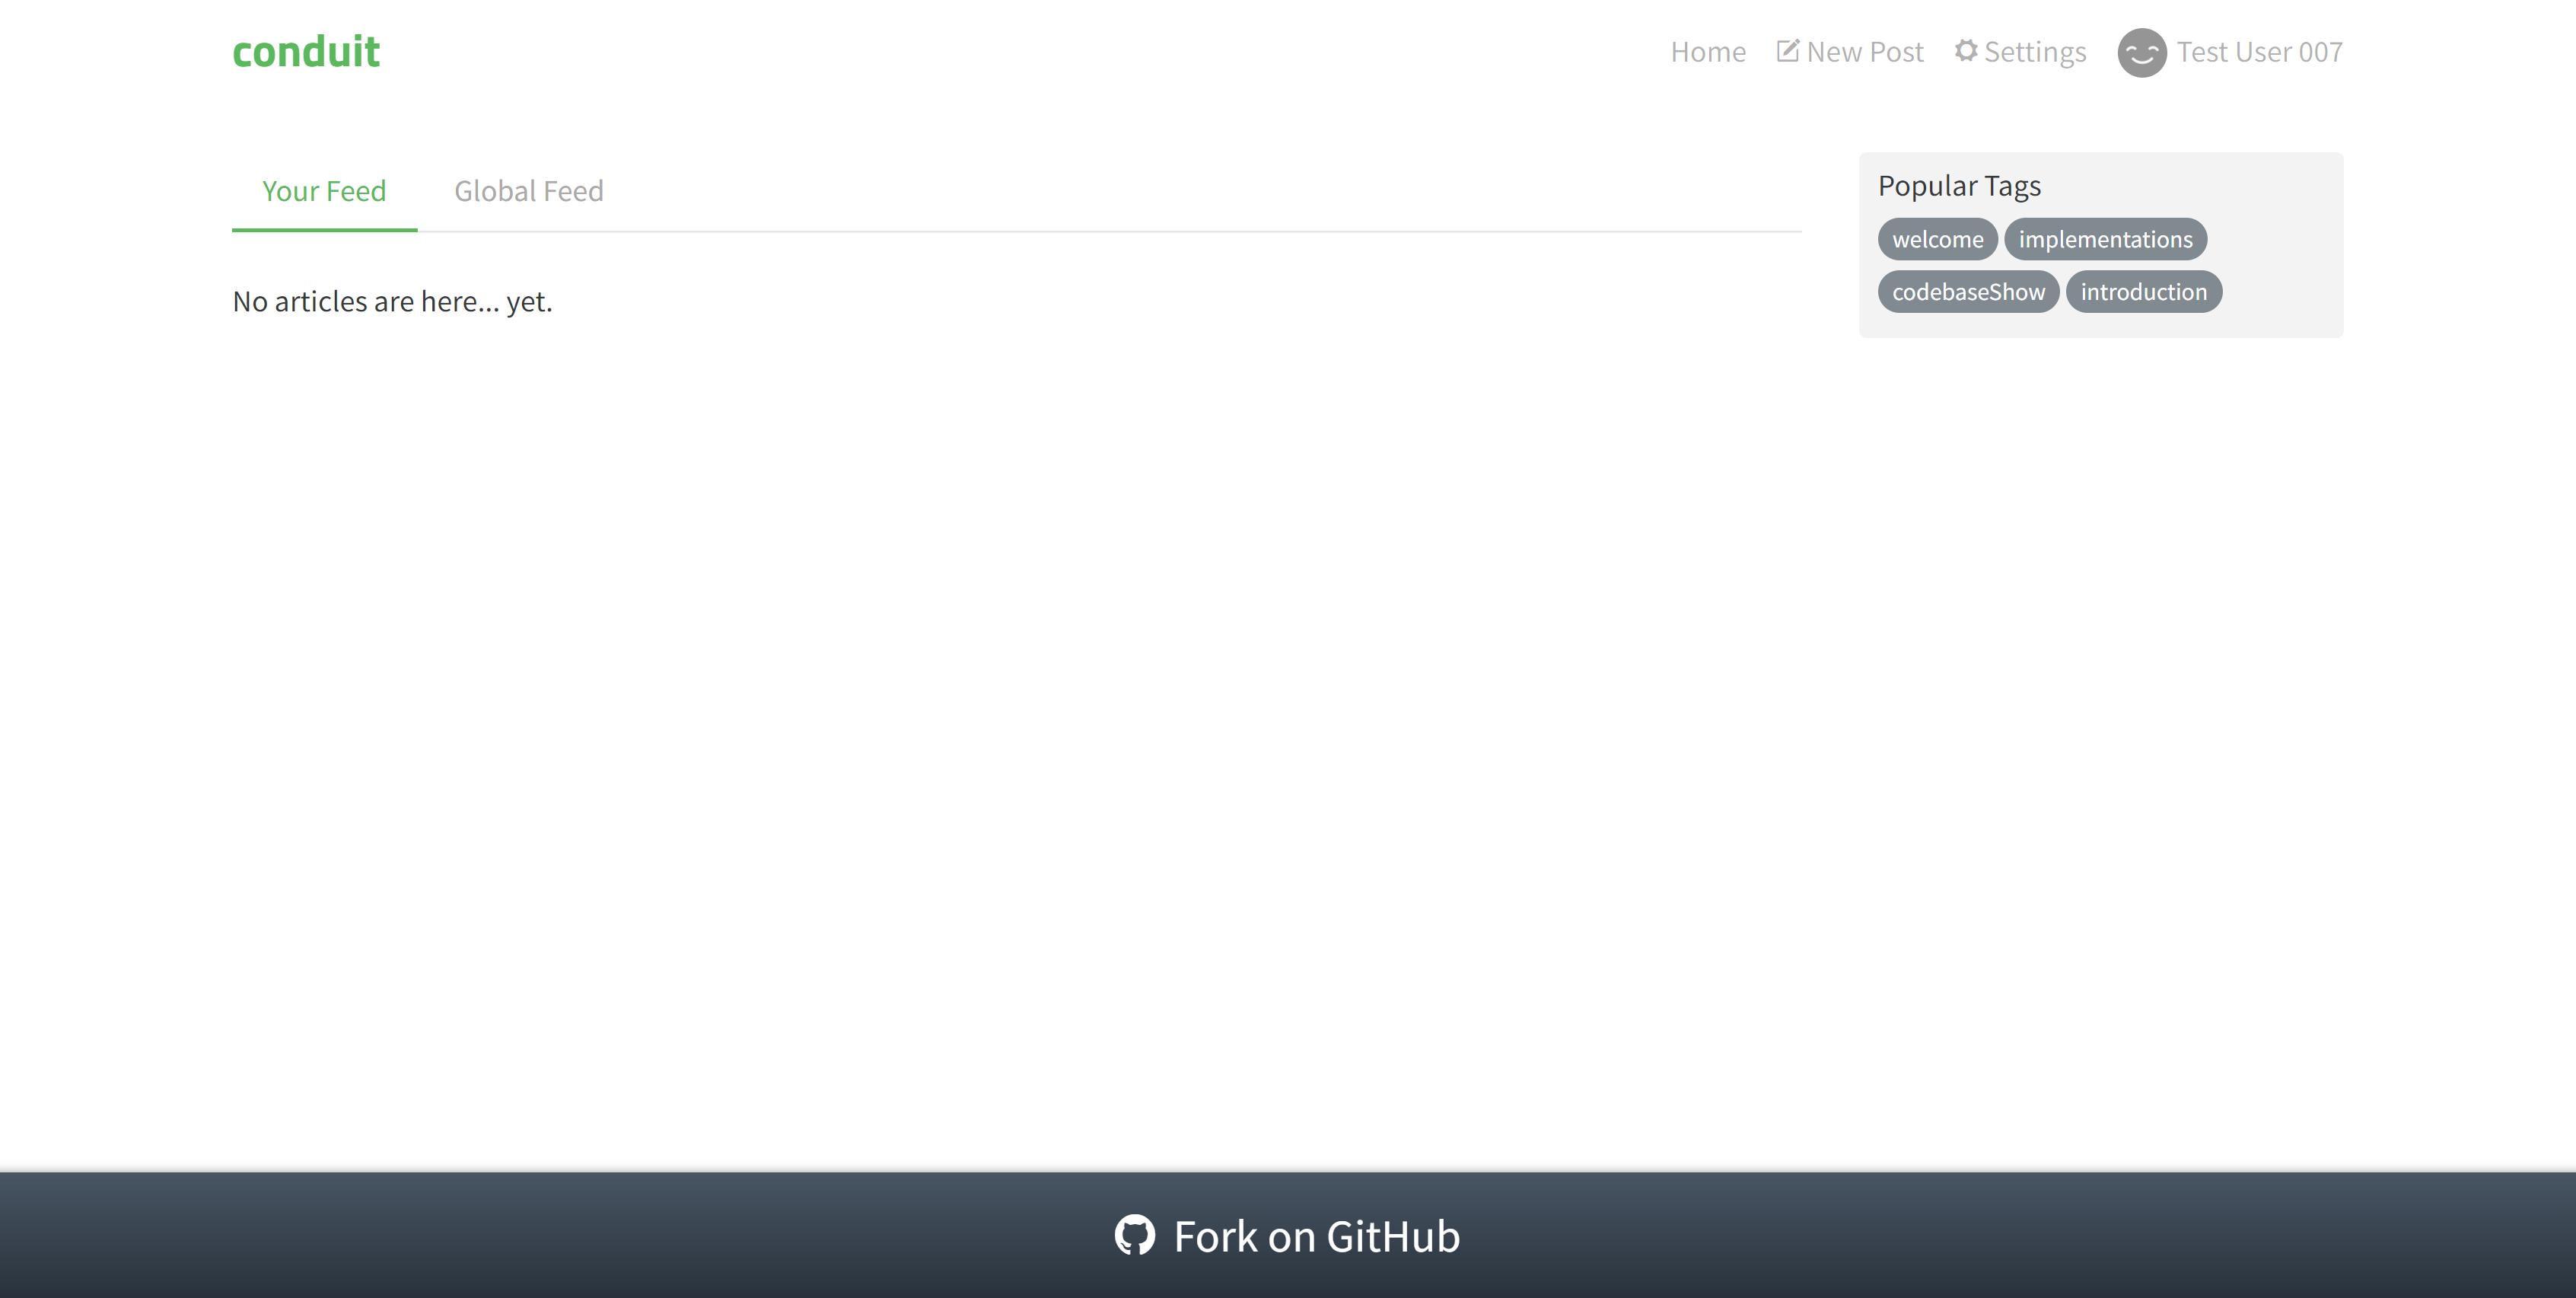 conduit
Home New Post Settings Test User 007
Your Feed Global Feed
No articles are here... yet.
Popular Tags
welcome implementations
codebaseShow introduction
Fork on GitHub